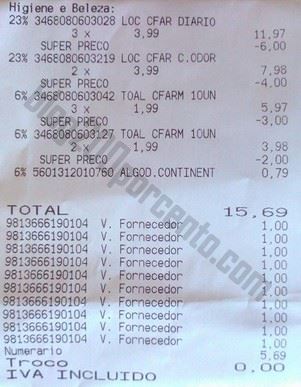 Higiene e Beleza:
23% 3468080603028 LOC CFAR DIARIO
3 x 3,99 11,97
SUPER PRECO -6,00
23% 3468080603219 LOC CFAR C.ODOR
2 x 3,99 7,98
SUPER PRECO -4,00
6% 3468080603042 TOAL CFARM 10UN
3 x 1,99 5,97
SUPER PRECO -3,00
6% 3468080603127 TOAL CFARM 10UN
2 x 1,99 3,98
SUPER PRECO -2,00
6% 5601312010760 ALGOD.CONTINENT 0,79
TOTAL 15,69
9813666190104 V. Fornecedor 1,00
9813666190104 V. Fornecedor 1,00
9813666190104 V. Fornecedor 1,00
9813666190104 V. Fornecedor 1,00
9813666190104 V. Fornecedor 1,00
9813666190104 V. Fornecedor 1,00
9813666190104 V. Fornecedor 1,00
9813666190104 V. Fornecedor 1,00
9813666190104 V. Fornecedor 1,00
9813666190104 V. Fornecedor 1,00
Numerario 5,69
Troco 0,00
IVA INCLUIDO